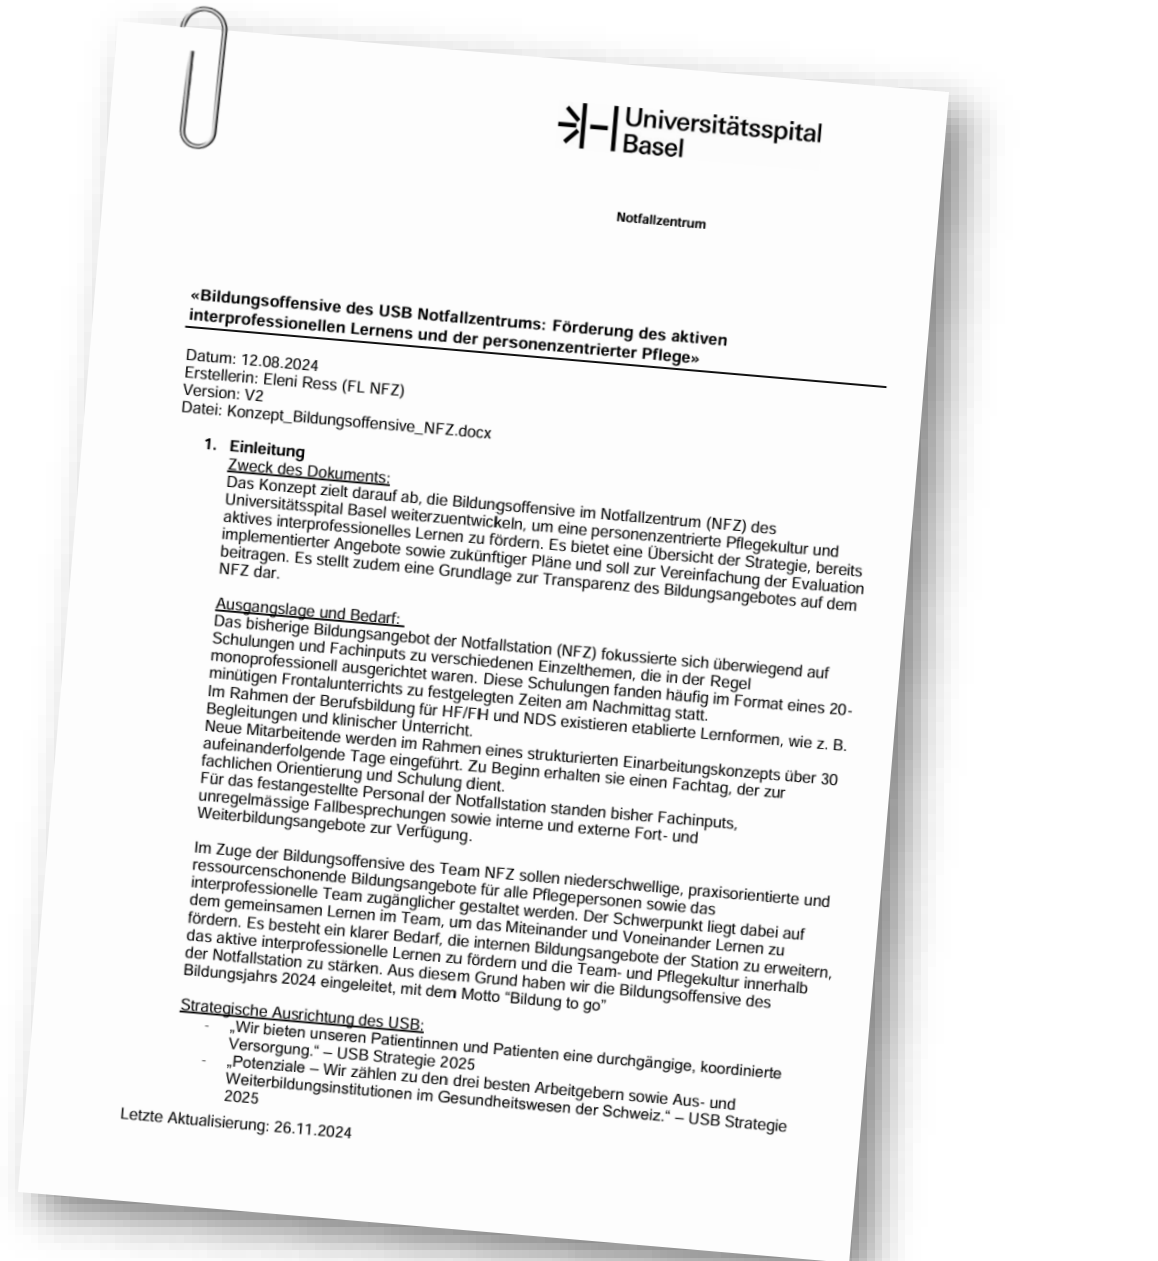 Universitätsspital
Basel
Notfallzentrum
«Bildungsoffensive des USB Notfallzentrums: Förderung des aktiven
interprofessionellen Lernens und der personenzentrierter Pflege»
Datum: 12.08.2024
Erstellerin: Eleni Ress (FL NFZ)
Version: V2
Datei: Konzept_Bildungsoffensive_NFZ.docx
1. Einleitung
Zweck des Dokuments:
Das Konzept zielt darauf ab, die Bildungsoffensive im Notfallzentrum (NFZ) des
Universitätsspital Basel weiterzuentwickeln, um eine personenzentrierte Pflegekultur und
aktives interprofessionelles Lernen zu fördern. Es bietet eine Übersicht der Strategie, bereits
implementierter Angebote sowie zukünftiger Pläne und soll zur Vereinfachung der Evaluation
beitragen. Es stellt zudem eine Grundlage zur Transparenz des Bildungsangebotes auf dem
NFZ dar.
Ausgangslage und Bedarf:
Das bisherige Bildungsangebot der Notfallstation (NFZ) fokussierte sich überwiegend auf
Schulungen und Fachinputs zu verschiedenen Einzelthemen, die in der Regel
monoprofessionell ausgerichtet waren. Diese Schulungen fanden häufig im Format eines 20-
minütigen Frontalunterrichts zu festgelegten Zeiten am Nachmittag statt.
Im Rahmen der Berufsbildung für HF/FH und NDS existieren etablierte Lernformen, wie z. B.
Begleitungen und klinischer Unterricht.
Neue Mitarbeitende werden im Rahmen eines strukturierten Einarbeitungskonzepts über 30
aufeinanderfolgende Tage eingeführt. Zu Beginn erhalten sie einen Fachtag, der zur
fachlichen Orientierung und Schulung dient.
Für das festangestellte Personal der Notfallstation standen bisher Fachinputs,
unregelmässige Fallbesprechungen sowie interne und externe Fort- und
Weiterbildungsangebote zur Verfügung.
Im Zuge der Bildungsoffensive des Team NFZ sollen niederschwellige, praxisorientierte und
ressourcenschonende Bildungsangebote für alle Pflegepersonen sowie das
interprofessionelle Team zugänglicher gestaltet werden. Der Schwerpunkt liegt dabei auf
dem gemeinsamen Lernen im Team, um das Miteinander und Voneinander Lernen zu
fördern. Es besteht ein klarer Bedarf, die internen Bildungsangebote der Station zu erweitern,
das aktive interprofessionelle Lernen zu fördern und die Team- und Pflegekultur innerhalb
der Notfallstation zu stärken. Aus diesem Grund haben wir die Bildungsoffensive des
Bildungsjahrs 2024 eingeleitet, mit dem Motto “Bildung to go”
Strategische Ausrichtung des USB:
- „Wir bieten unseren Patientinnen und Patienten eine durchgängige, koordinierte
Versorgung.“ – USB Strategie 2025
- „Potenziale – Wir zählen zu den drei besten Arbeitgebern sowie Aus- und
Weiterbildungsinstitutionen im Gesundheitswesen der Schweiz.“ – USB Strategie
2025
Letzte Aktualisierung: 26.11.2024